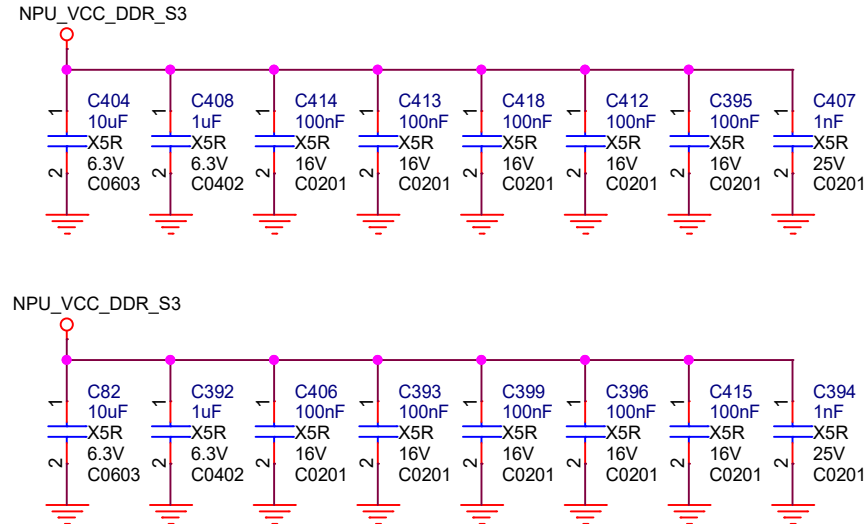 NPU_VCC_DDR_S3
1 C404 1 C408 1 C414 1 C413 1 C418 1 C412 1 C395 1 C407
10uF 1uF 100nF 100nF 100nF 100nF 100nF 1nF
X5R X5R X5R X5R X5R X5R X5R X5R
2 6.3V 2 6.3V 2 16V 2 16V 2 16V 2 16V 2 16V 2 25V
C0603 C0402 C0201 C0201 C0201 C0201 C0201 C0201
NPU_VCC_DDR_S3
1 C82 1 C392 1 C406 1 C393 1 C399 1 C396 1 C415 1 C394
10uF 1uF 100nF 100nF 100nF 100nF 100nF 1nF
X5R X5R X5R X5R X5R X5R X5R X5R
2 6.3V 2 6.3V 2 16V 2 16V 2 16V 2 16V 2 16V 2 25V
C0603 C0402 C0201 C0201 C0201 C0201 C0201 C0201